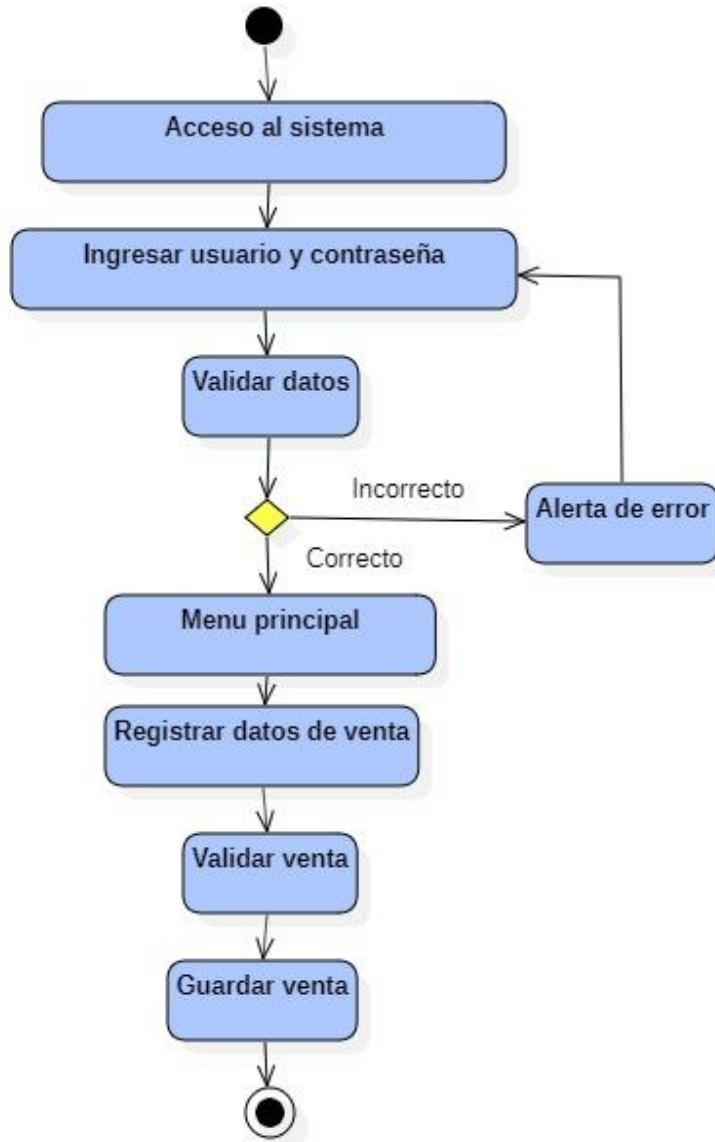 Acceso al sistema
Ingresar usuario y contraseña
Validar datos
Incorrecto
Alerta de error
Correcto
Menu principal
Registrar datos de venta
Validar venta
Guardar venta